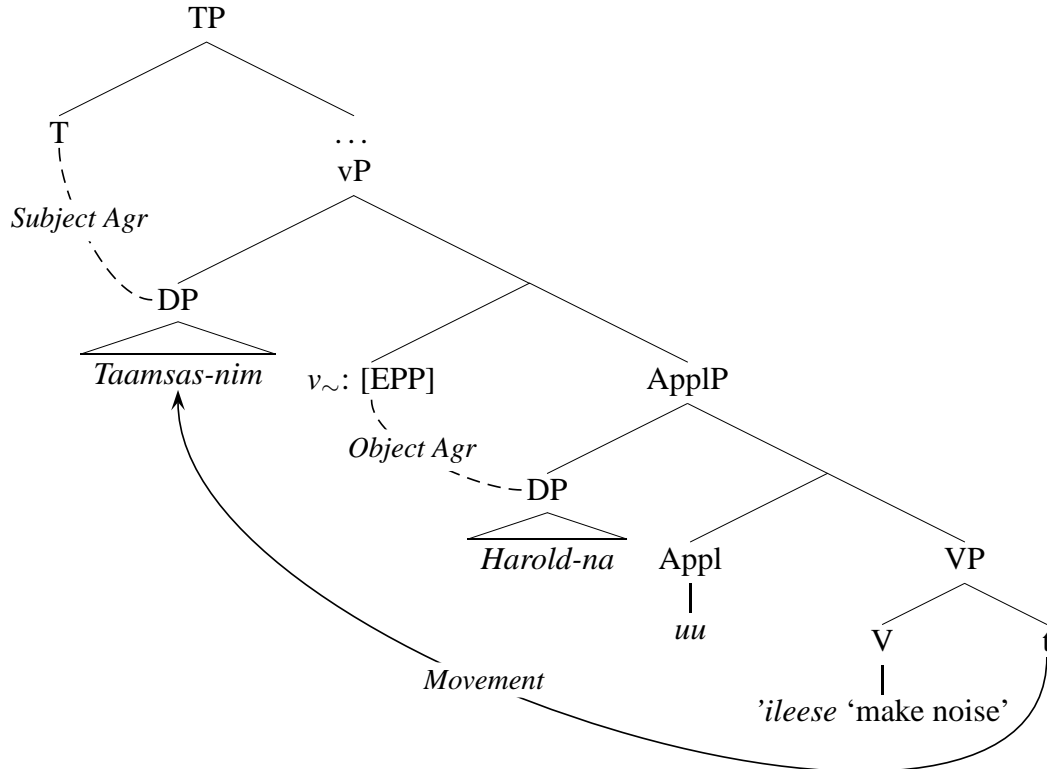 TP
T
. . .
vP
Subject Agr
DP
Taamsas-nim
v∼: [EPP]
ApplP
Object Agr
DP
Harold-na
Appl
VP
uu
V
t
Movement
’ileese ‘make noise’